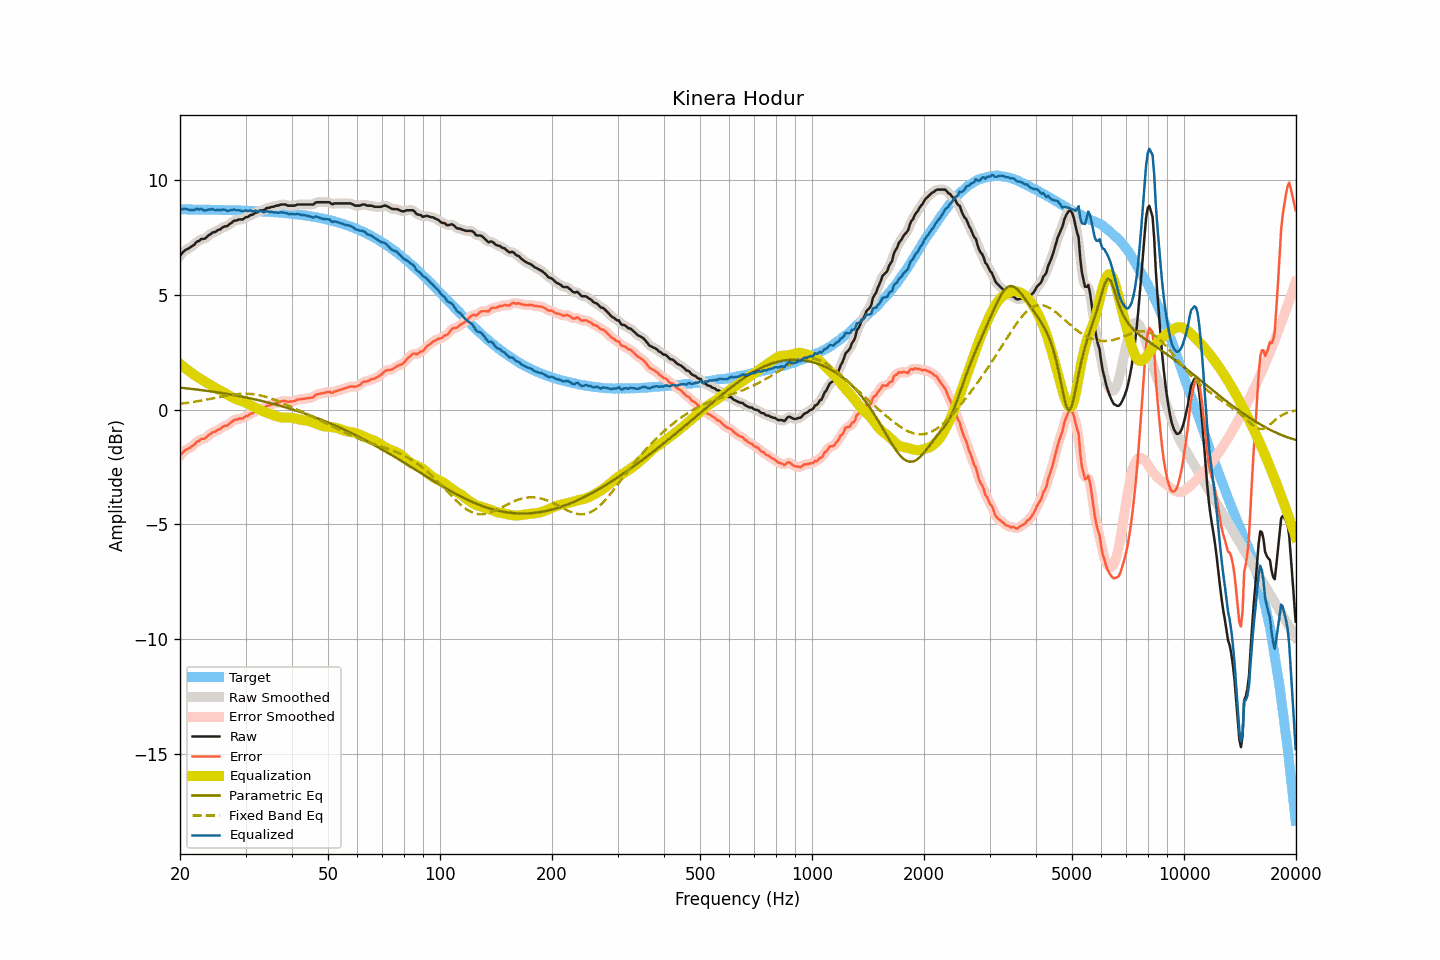 Kinera Hodur
Amplitude (dBr)
10
5
0
−5
−10
−15
Target
Raw Smoothed
Error Smoothed
Raw
Error
Equalization
Parametric Eq
Fixed Band Eq
Equalized
20 50 100 200 500 1000 2000 5000 10000 20000
Frequency (Hz)